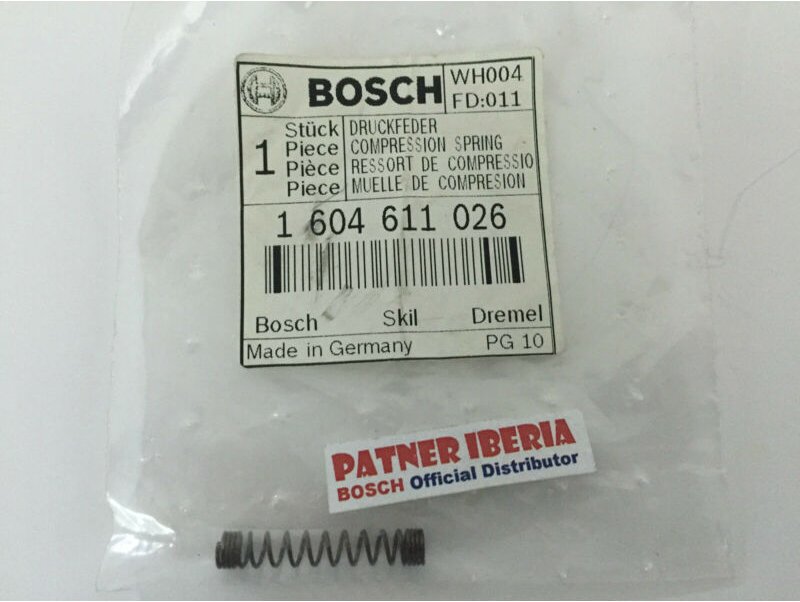 BOSCH
WH004
FD:011
1
Stück DRUCKFEDER
Piece COMPRESSION SPRING
Pièce RESSORT DE COMPRESSIO
Piece MUELLE DE COMPRESION
1 604 611 026
Bosch Skil Dremel
Made in Germany PG 10
PATNER IBERIA
BOSCH Official Distributor